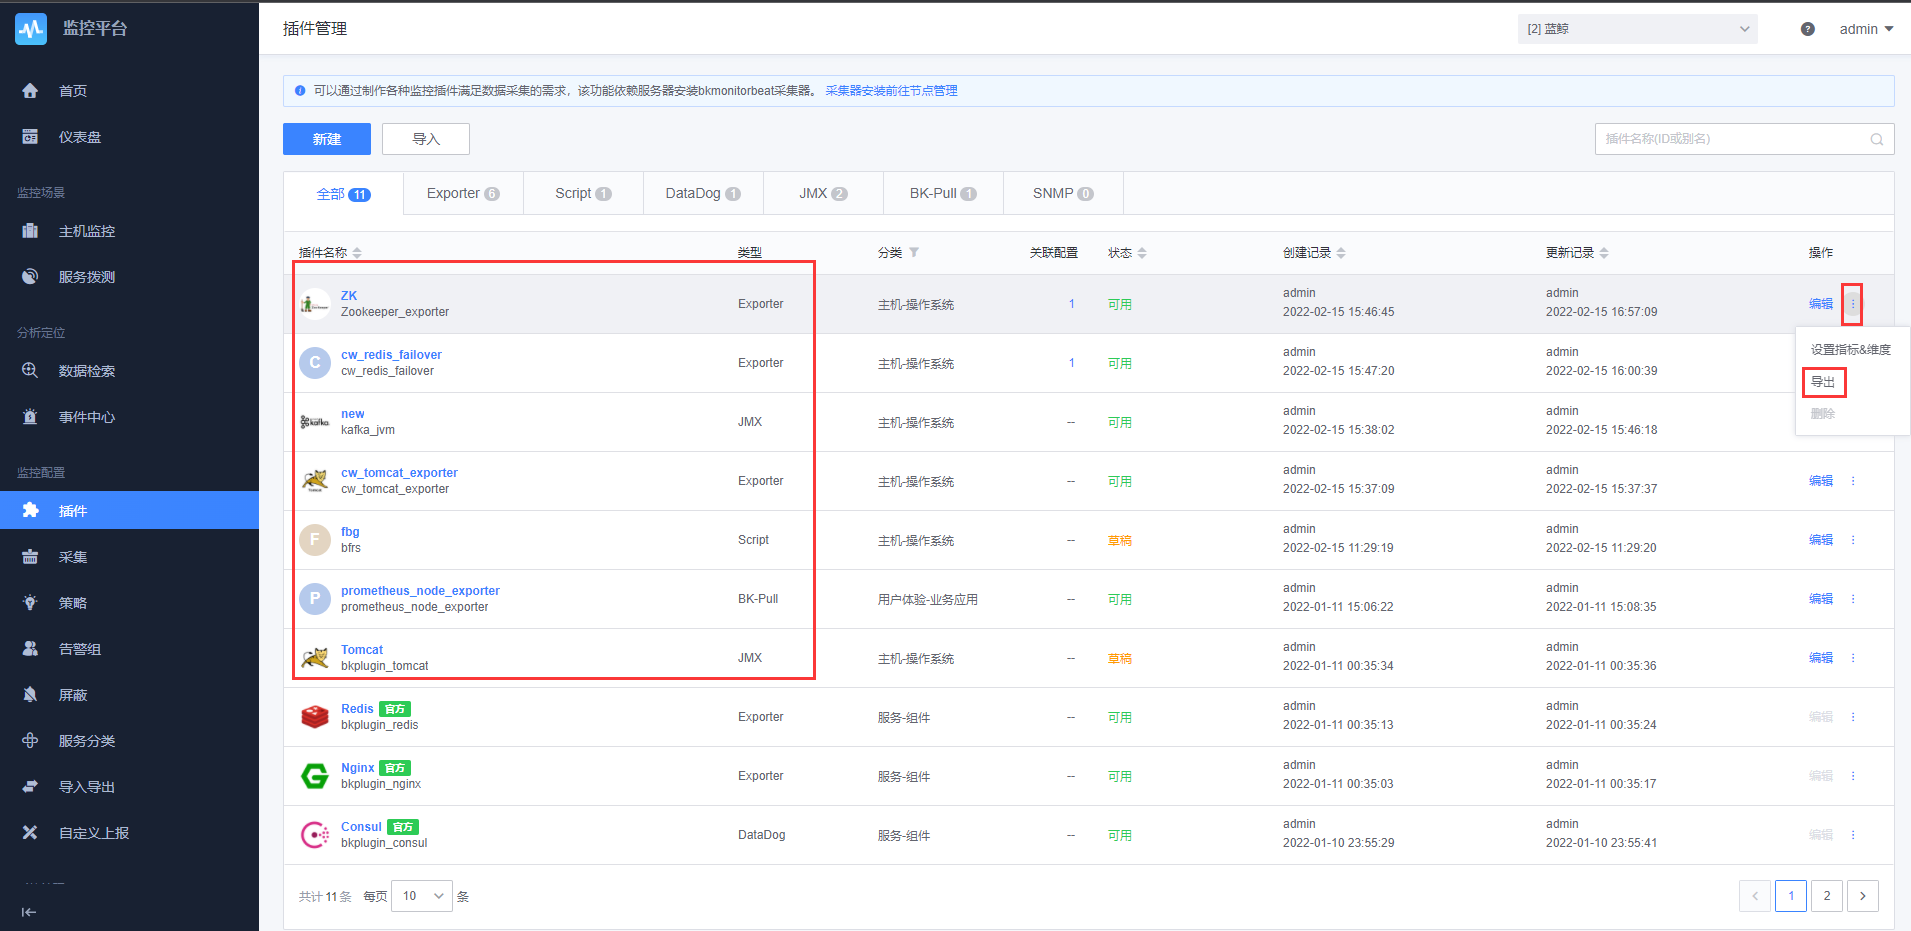 监控平台
首页
仪表盘
监控场景
主机监控
服务拨测
分析定位
数据检索
事件中心
监控配置
插件
采集
策略
告警组
屏蔽
服务分类
导入导出
自定义上报
插件管理
[2] 蓝鲸
?
admin
可以通过制作各种监控插件满足数据采集的需求，该功能依赖服务器安装bkmonitorbeat采集器。 采集器安装前往节点管理
新建
导入
插件名称(ID或别名)
全部 11
Exporter 6
Script 1
DataDog 1
JMX 2
BK-Pull 1
SNMP 0
插件名称 类型 分类 关联配置 状态 创建记录 更新记录 操作
ZK
Zookeeper_exporter
Exporter 主机-操作系统 1 可用
admin
2022-02-15 15:46:45
admin
2022-02-15 16:57:09
编辑
设置指标&维度
导出
删除
C
cw_redis_failover
cw_redis_failover
Exporter 主机-操作系统 1 可用
admin
2022-02-15 15:47:20
admin
2022-02-15 16:00:39
kafka
new
kafka_jvm
JMX 主机-操作系统 -- 可用
admin
2022-02-15 15:38:02
admin
2022-02-15 15:46:18
cw_tomcat_exporter
cw_tomcat_exporter
Exporter 主机-操作系统 -- 可用
admin
2022-02-15 15:37:09
admin
2022-02-15 15:37:37
编辑
F
fbg
bfrs
Script 主机-操作系统 -- 草稿
admin
2022-02-15 11:29:19
admin
2022-02-15 11:29:20
编辑
P
prometheus_node_exporter
prometheus_node_exporter
BK-Pull 用户体验-业务应用 -- 可用
admin
2022-01-11 15:06:22
admin
2022-01-11 15:08:35
编辑
Tomcat
bkplugin_tomcat
JMX 主机-操作系统 -- 草稿
admin
2022-01-11 00:35:34
admin
2022-01-11 00:35:36
编辑
Redis 官方
bkplugin_redis
Exporter 服务-组件 -- 可用
admin
2022-01-11 00:35:13
admin
2022-01-11 00:35:24
编辑
Nginx 官方
bkplugin_nginx
Exporter 服务-组件 -- 可用
admin
2022-01-11 00:35:03
admin
2022-01-11 00:35:17
编辑
Consul 官方
bkplugin_consul
DataDog 服务-组件 -- 可用
admin
2022-01-10 23:55:29
admin
2022-01-10 23:55:41
编辑
共计 11 条 每页 10 条
1 2